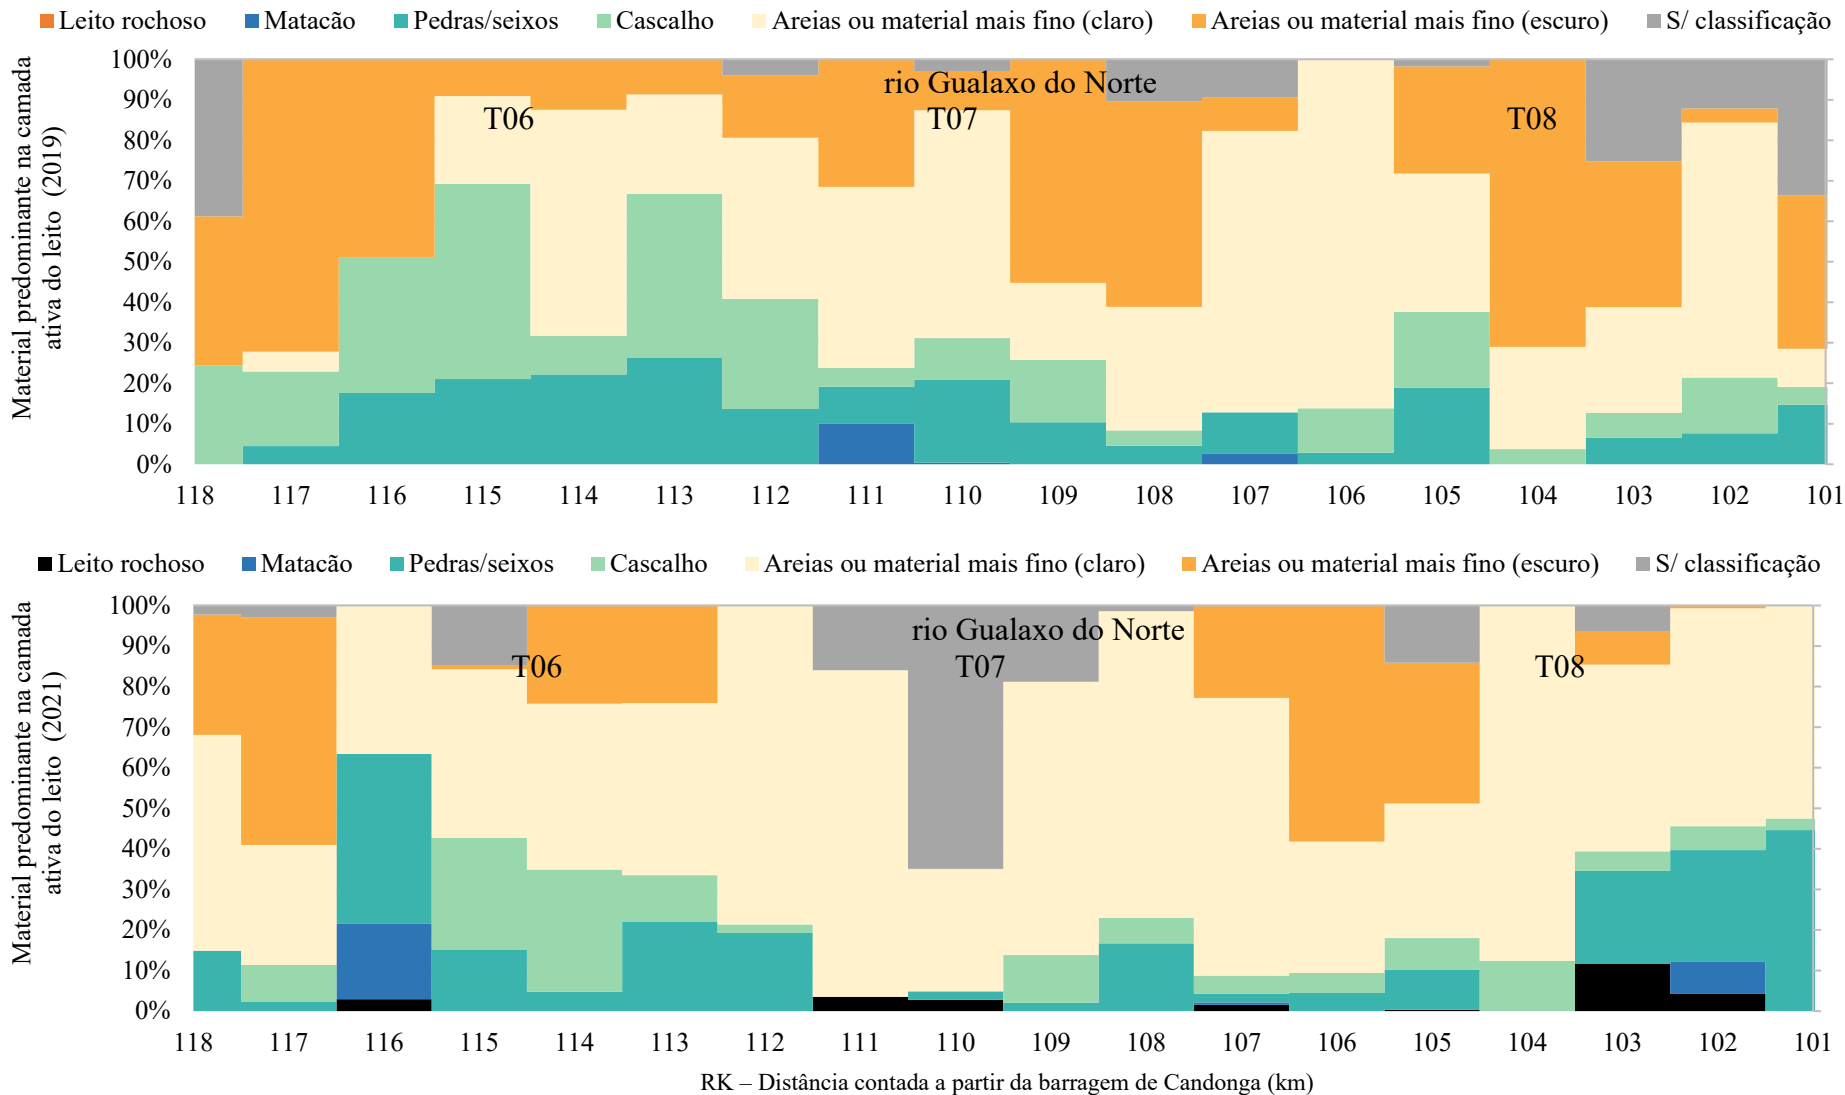 Leito rochoso Matacão Pedras/seixos Cascalho Areias ou material mais fino (claro) Areias ou material mais fino (escuro) S/ classificação
Material predominante na camada
ativa do leito (2019)
100%
90%
80%
70%
60%
50%
40%
30%
20%
10%
0%
rio Gualaxo do Norte
T06 T07 T08
118 117 116 115 114 113 112 111 110 109 108 107 106 105 104 103 102 101
Leito rochoso Matacão Pedras/seixos Cascalho Areias ou material mais fino (claro) Areias ou material mais fino (escuro) S/ classificação
Material predominante na camada
ativa do leito (2021)
100%
90%
80%
70%
60%
50%
40%
30%
20%
10%
0%
rio Gualaxo do Norte
T06 T07 T08
118 117 116 115 114 113 112 111 110 109 108 107 106 105 104 103 102 101
RK – Distância contada a partir da barragem de Candonga (km)